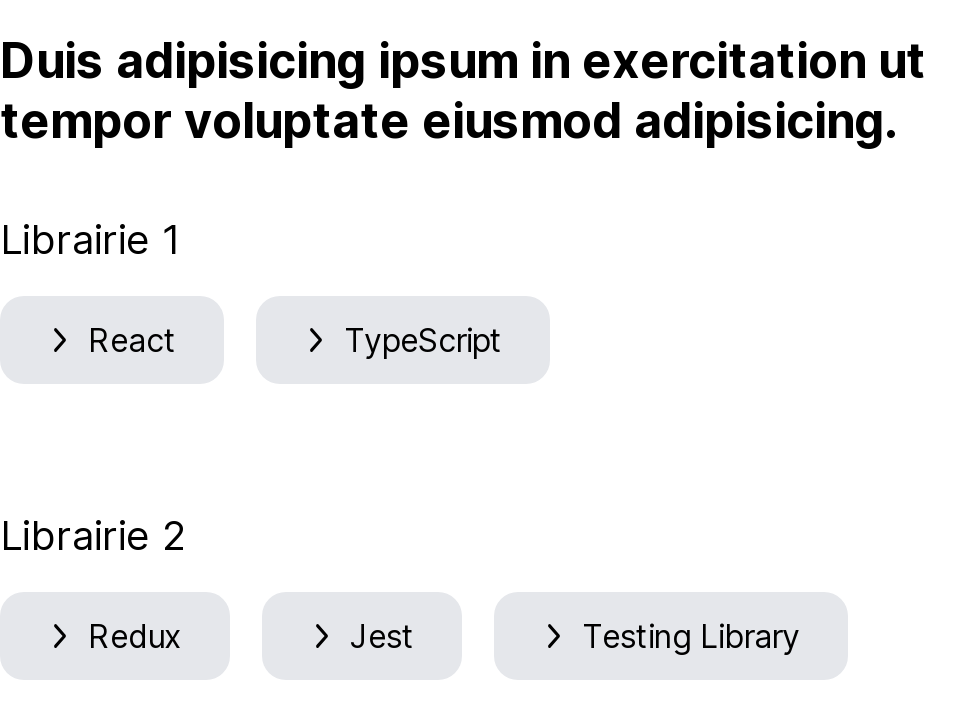 Duis adipisicing ipsum in exercitation ut
tempor voluptate eiusmod adipisicing.
Librairie 1
React
TypeScript
Librairie 2
Redux
Jest
Testing Library